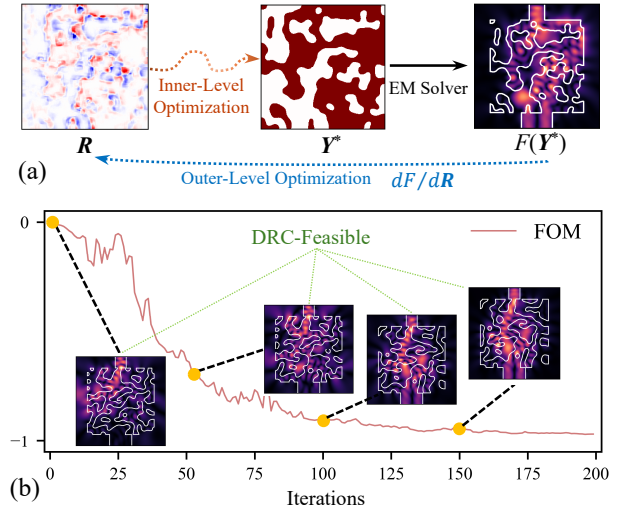 Inner-Level
Optimization
EM Solver
R
Y*
F(Y*)
(a)
Outer-Level Optimization dF/dR
0
DRC-Feasible
FOM
−1
0 25 50 75 100 125 150 175 200
(b)
Iterations